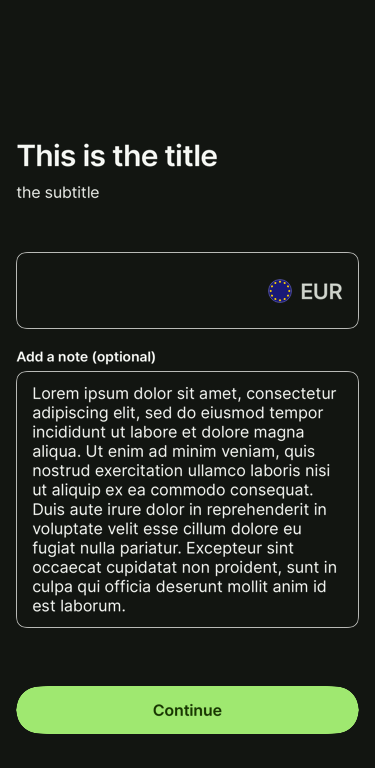 This is the title
the subtitle
EUR
Add a note (optional)
Lorem ipsum dolor sit amet, consectetur
adipiscing elit, sed do eiusmod tempor
incididunt ut labore et dolore magna
aliqua. Ut enim ad minim veniam, quis
nostrud exercitation ullamco laboris nisi
ut aliquip ex ea commodo consequat.
Duis aute irure dolor in reprehenderit in
voluptate velit esse cillum dolore eu
fugiat nulla pariatur. Excepteur sint
occaecat cupidatat non proident, sunt in
culpa qui officia deserunt mollit anim id
est laborum.
Continue